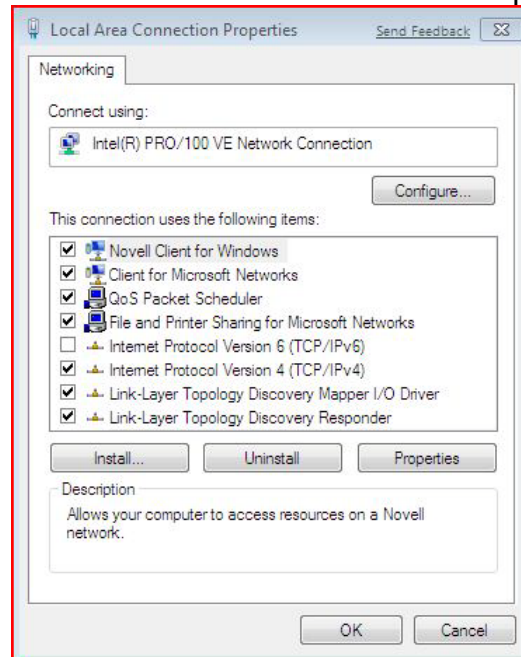 Local Area Connection Properties Send Feedback
Networking
Connect using:
Intel(R) PRO/100 VE Network Connection
Configure...
This connection uses the following items:
Novell Client for Windows
Client for Microsoft Networks
QoS Packet Scheduler
File and Printer Sharing for Microsoft Networks
Internet Protocol Version 6 (TCP/IPv6)
Internet Protocol Version 4 (TCP/IPv4)
Link-Layer Topology Discovery Mapper I/O Driver
Link-Layer Topology Discovery Responder
Install... Uninstall Properties
Description
Allows your computer to access resources on a Novell
network.
OK Cancel